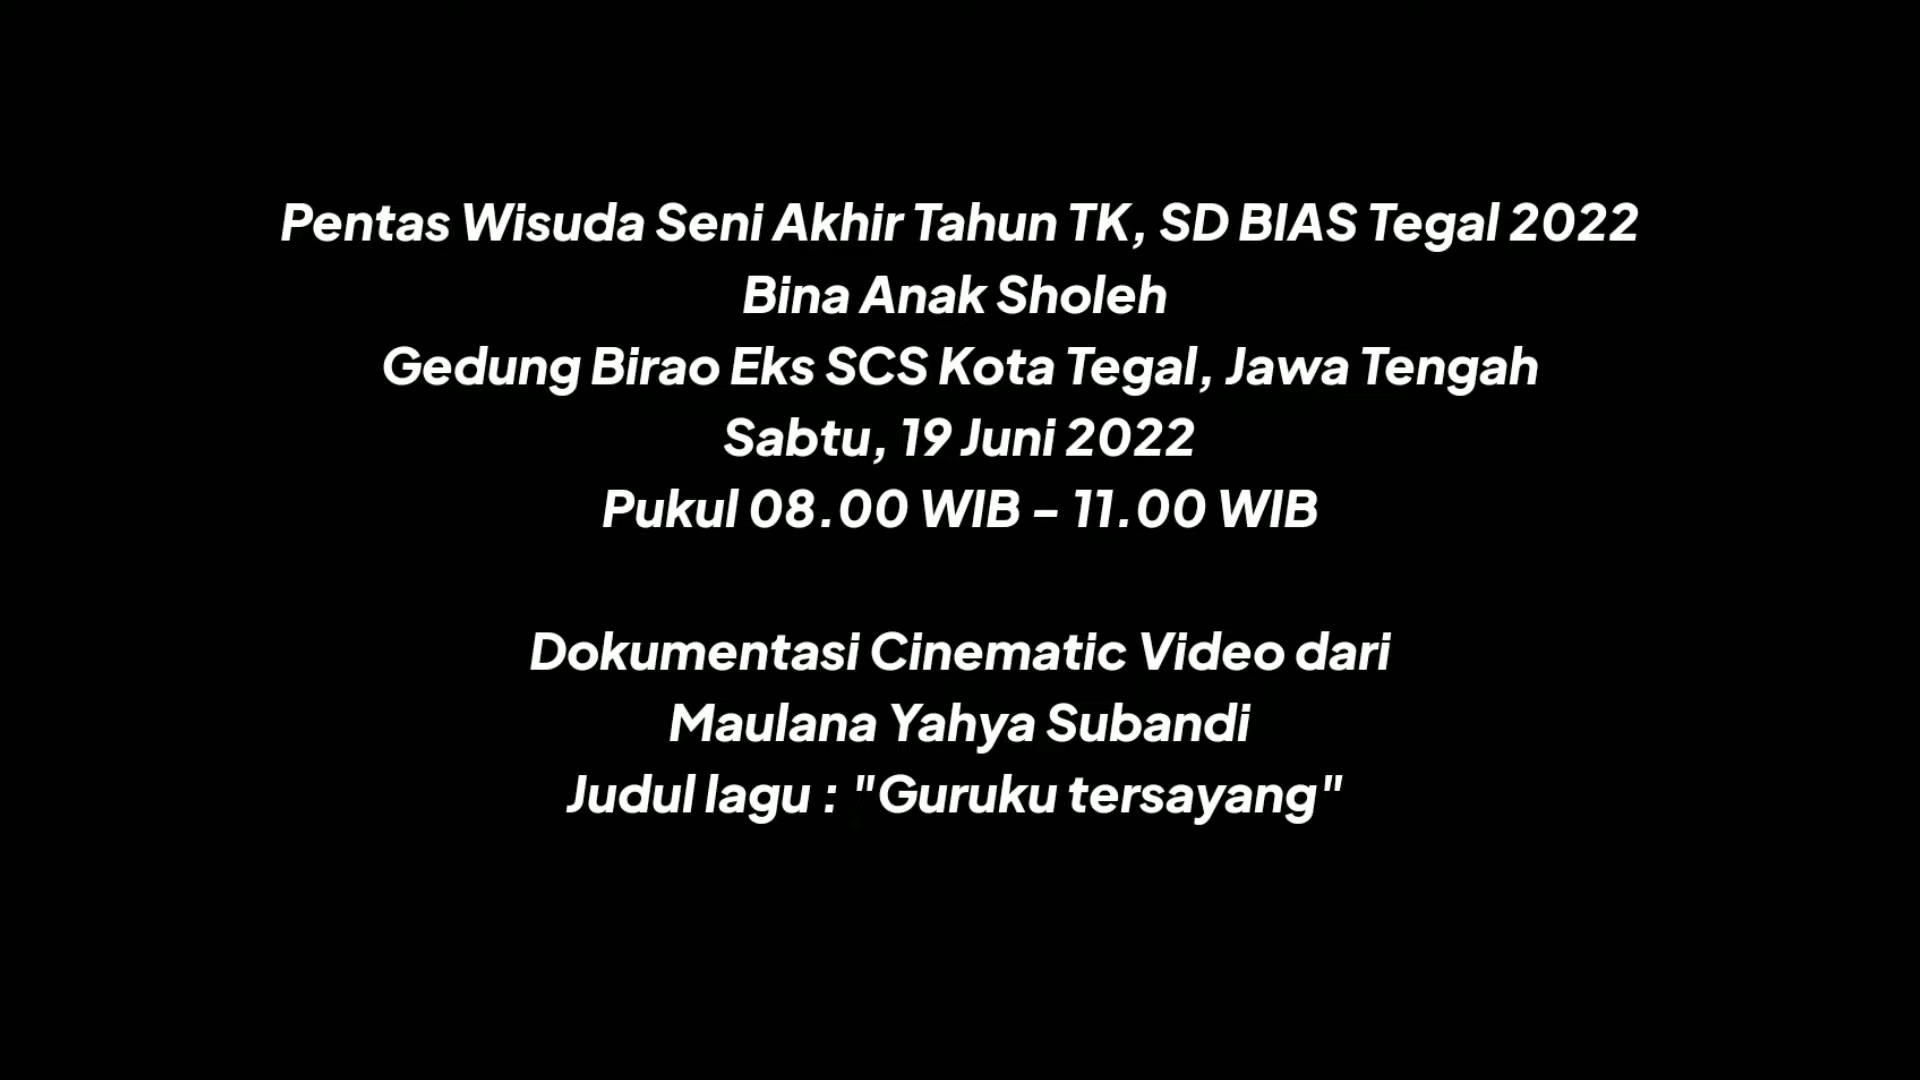 Pentas Wisuda Seni Akhir Tahun TK, SD BIAS Tegal 2022
Bina Anak Sholeh
Gedung Birao Eks SCS Kota Tegal, Jawa Tengah
Sabtu, 19 Juni 2022
Pukul 08.00 WIB – 11.00 WIB
Dokumentasi Cinematic Video dari
Maulana Yahya Subandi
Judul lagu : "Guruku tersayang"